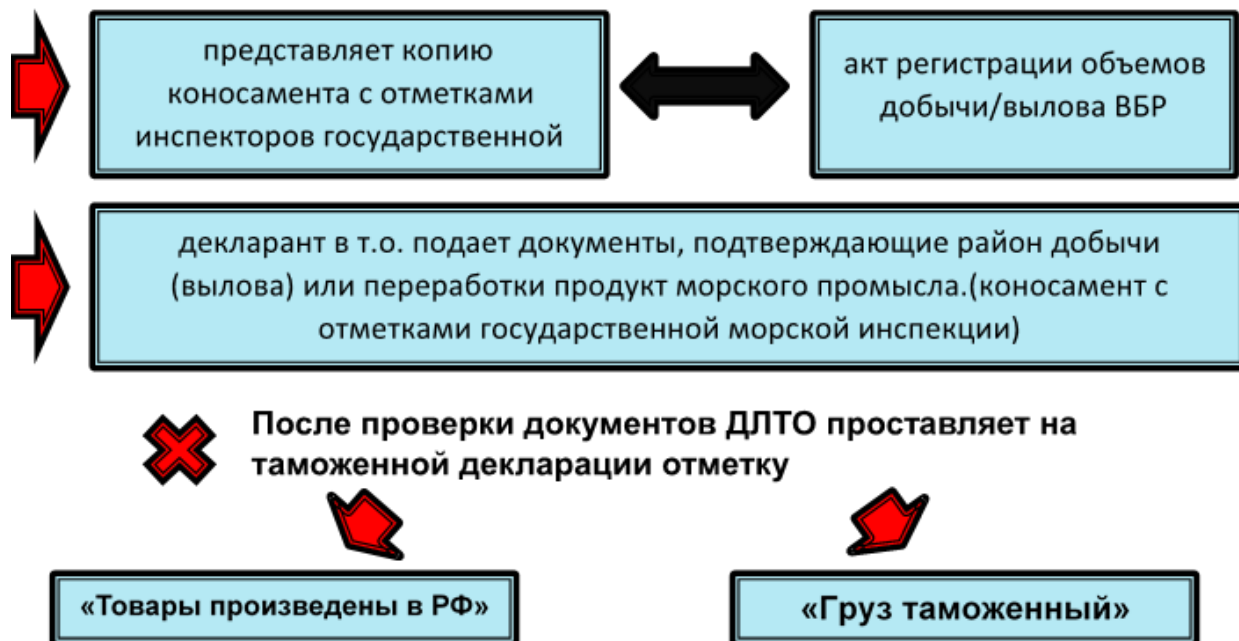 представляет копию
коносамента с отметками
инспекторов государственной
акт регистрации объемов
добычи/вылова ВБР
декларант в т.о. подает документы, подтверждающие район добычи
(вылова) или переработки продукт морского промысла.(коносамент с
отметками государственной морской инспекции)
После проверки документов ДЛТО проставляет на
таможенной декларации отметку
«Товары произведены в РФ»
«Груз таможенный»